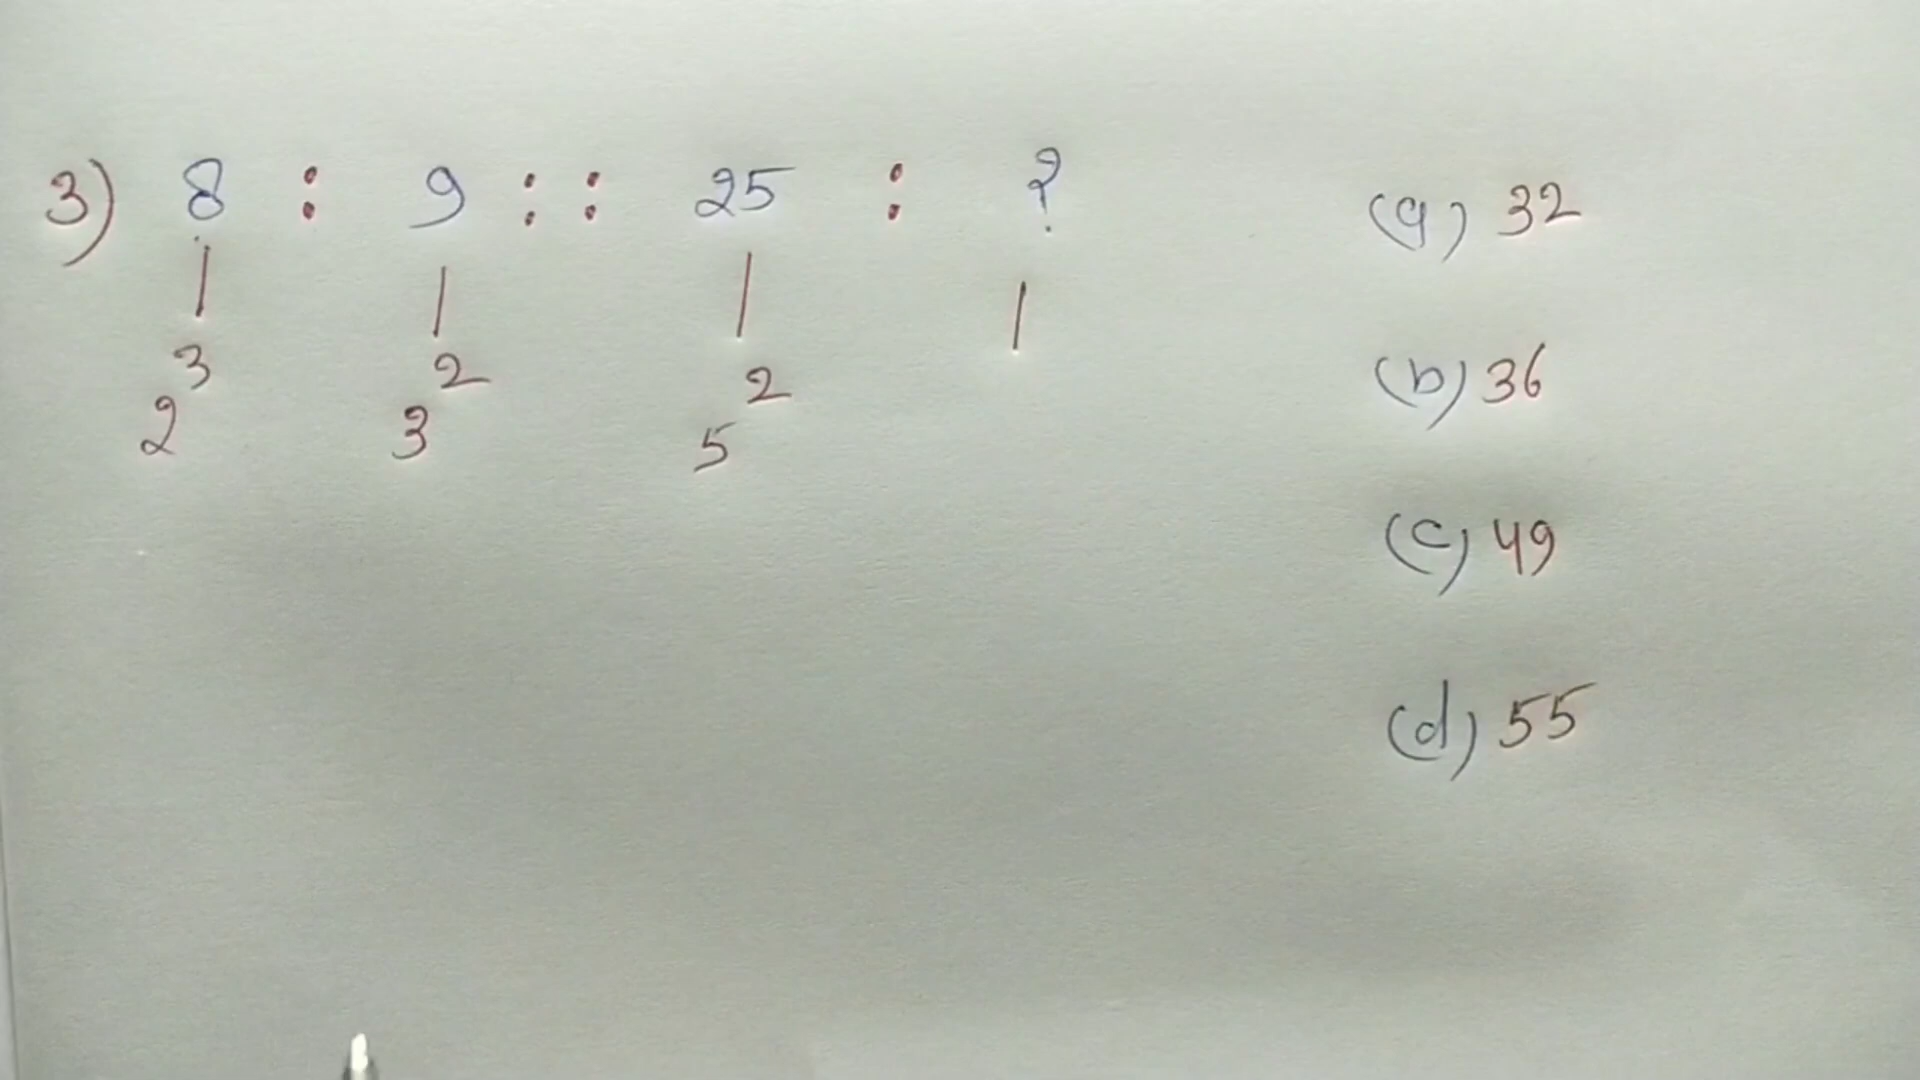 3) 8 : 9 :: 25 : ?
2³ 3² 5²
(a) 32
(b) 36
(c) 49
(d) 55